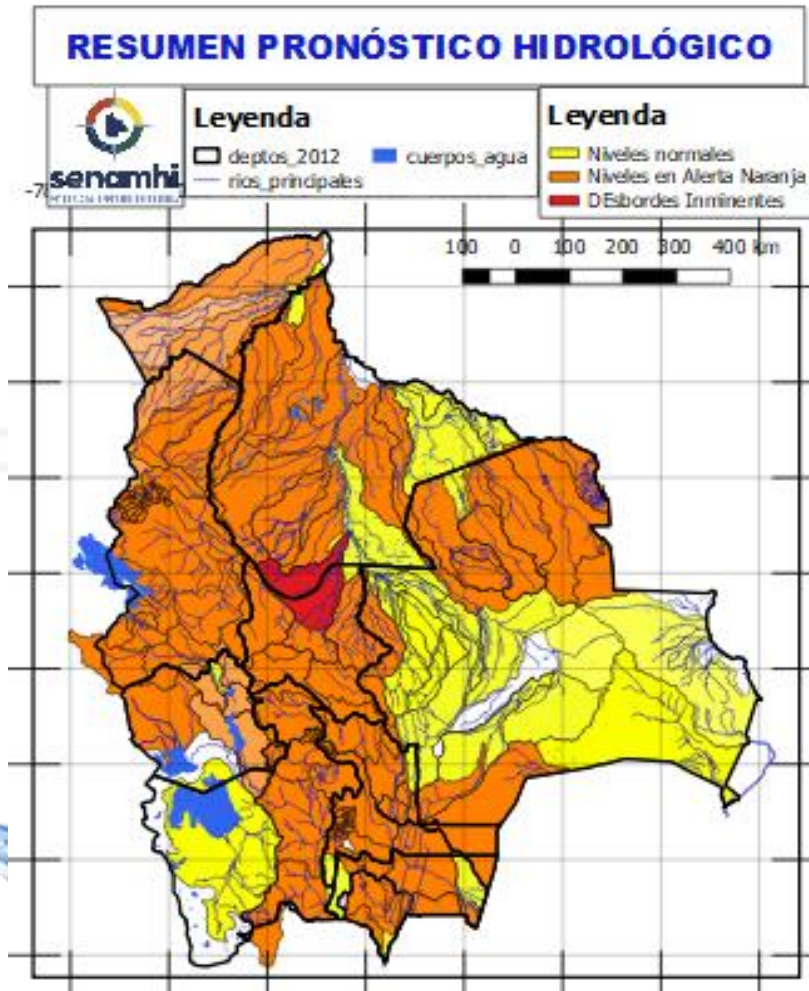 RESUMEN PRONÓSTICO HIDROLÓGICO
senamhi
Leyenda
deptos_2012
cuerpos_agua
rios_principales
Leyenda
Niveles normales
Niveles en Alerta Naranja
DEsbordes Inminentes
100 0 100 200 300 400 km